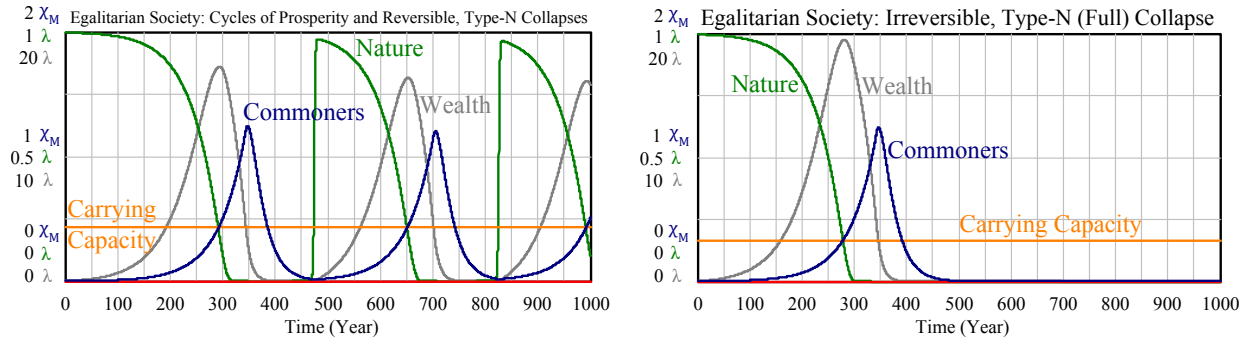 Egalitarian Society: Cycles of Prosperity and Reversible, Type-N Collapses
2 χM
1 λ
20 λ
Nature
Commoners
Wealth
1 χM
0.5 λ
10 λ
Carrying
Capacity
0 χM
0 λ
0 λ
0 100 200 300 400 500 600 700 800 900 1000
Time (Year)
Egalitarian Society: Irreversible, Type-N (Full) Collapse
2 χM
1 λ
20 λ
Nature
Wealth
1 χM
0.5 λ
10 λ
Commoners
Carrying Capacity
0 χM
0 λ
0 λ
0 100 200 300 400 500 600 700 800 900 1000
Time (Year)